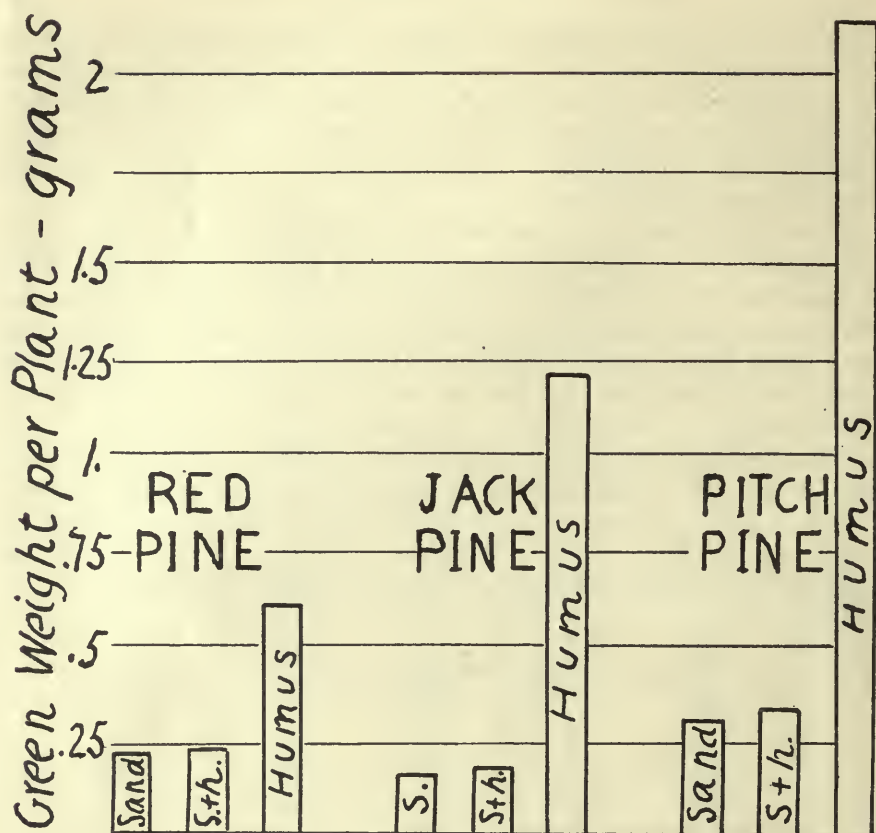 Green Weight per Plant - grams
2
1.5
1.25
1.
.75
.5
.25
RED
PINE
JACK
PINE
PITCH
PINE
Sand
S.+h.
Humus
S.
S+h.
Humus
Sand
S+h.
Humus